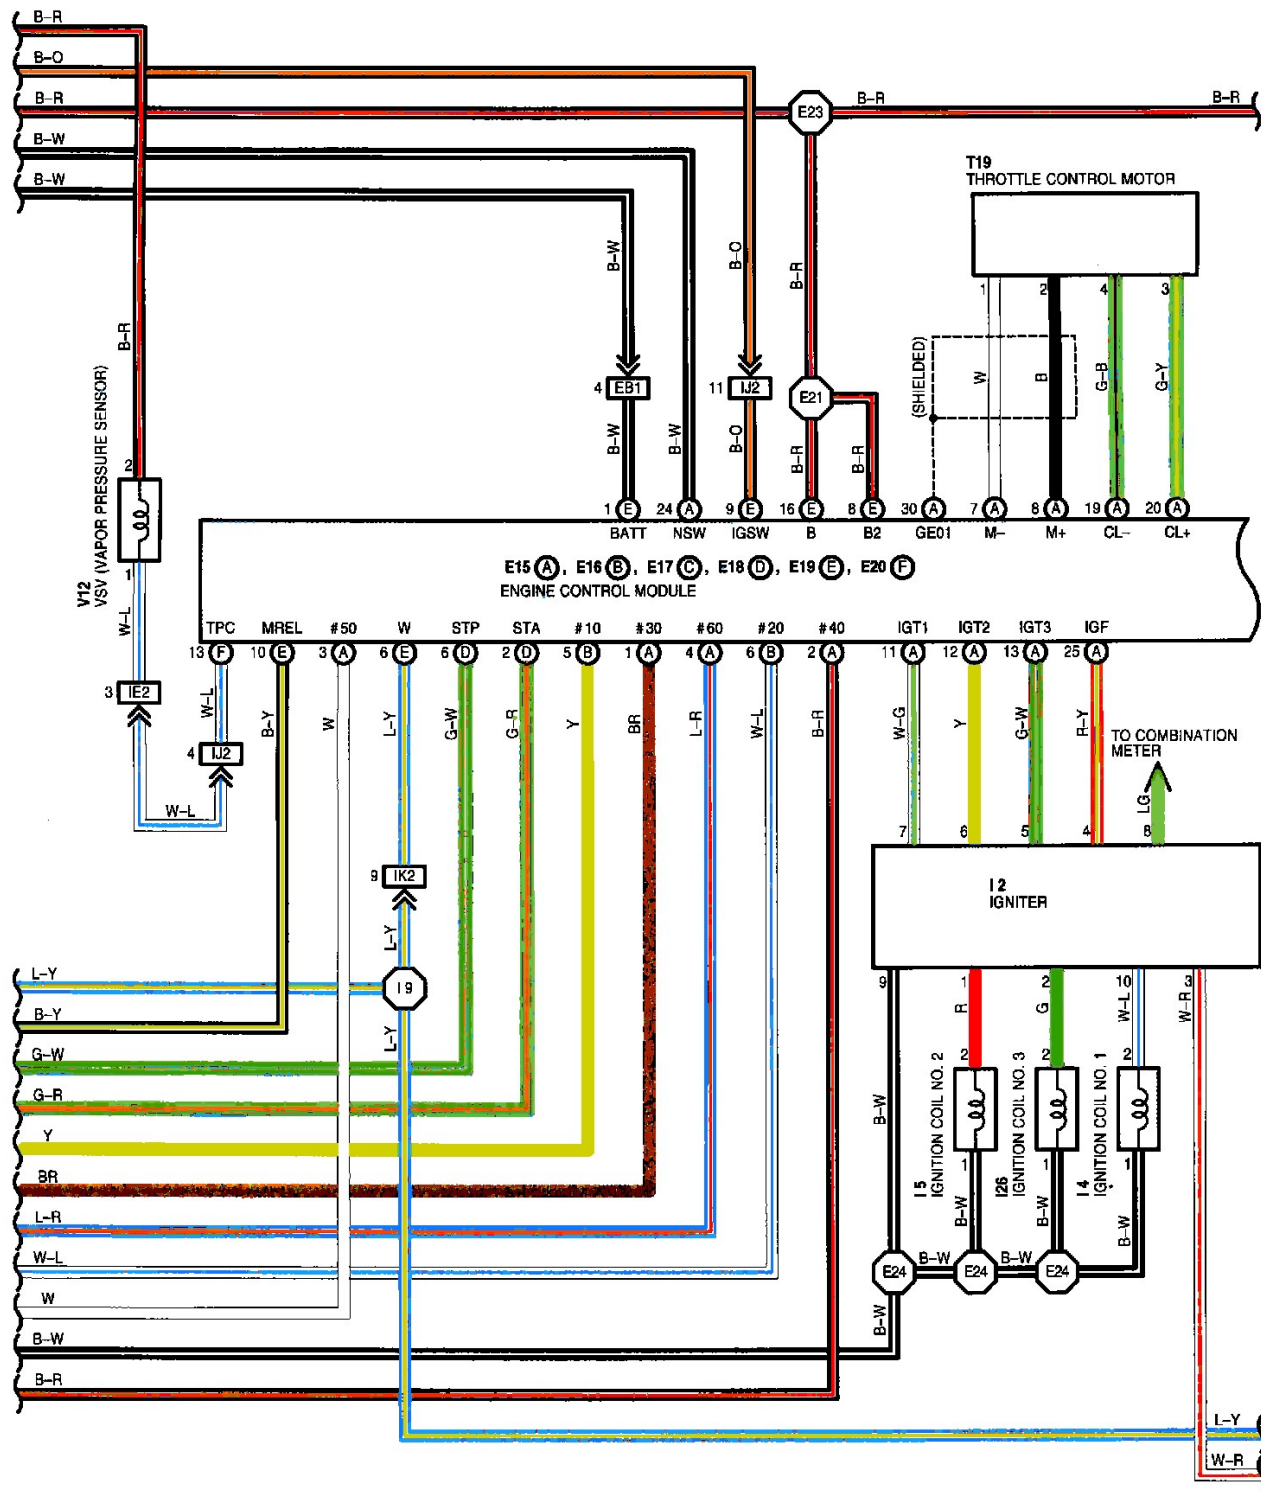 B-R
B-O
B-R
B-R
B-R
E23
B-W
B-W
T19
THROTTLE CONTROL MOTOR
B-W
B-O
B-R
1
2
4
3
B-R
(SHIELDED)
W
B
G-B
G-Y
4 EB1
11 IJ2
E21
B-W
B-W
B-O
B-R
B-R
2
V12
VSV (VAPOR PRESSURE SENSOR)
1
W-L
3 IE2
1 E
24 A
9 E
16 E
8 E
30 A
7 A
8 A
19 A
20 A
BATT
NSW
IGSW
B
B2
GE01
M-
M+
CL-
CL+
E15 A, E16 B, E17 C, E18 D, E19 E, E20 F
ENGINE CONTROL MODULE
TPC
MREL
#50
W
STP
STA
#10
#30
#60
#20
#40
IGT1
IGT2
IGT3
IGF
13 F
10 E
3 A
6 E
6 D
2 D
5 B
1 A
4 A
6 B
2 A
11 A
12 A
13 A
25 A
W-L
B-Y
W
L-Y
G-W
G-R
Y
BR
L-R
W-L
B-R
W-G
Y
G-W
R-Y
TO COMBINATION
METER
LG
4 IJ2
W-L
7
6
5
4
8
9 IK2
I 2
IGNITER
L-Y
L-Y
I 9
L-Y
9
1
2
10
3
R
G
W-L
W-R
B-Y
G-W
G-R
Y
BR
L-R
W-L
W
B-W
B-R
2
2
2
B-W
I 5
IGNITION COIL NO. 2
I26
IGNITION COIL NO. 3
I 4
IGNITION COIL NO. 1
1
1
1
B-W
B-W
B-W
E24
B-W
E24
B-W
E24
B-W
L-Y
W-R